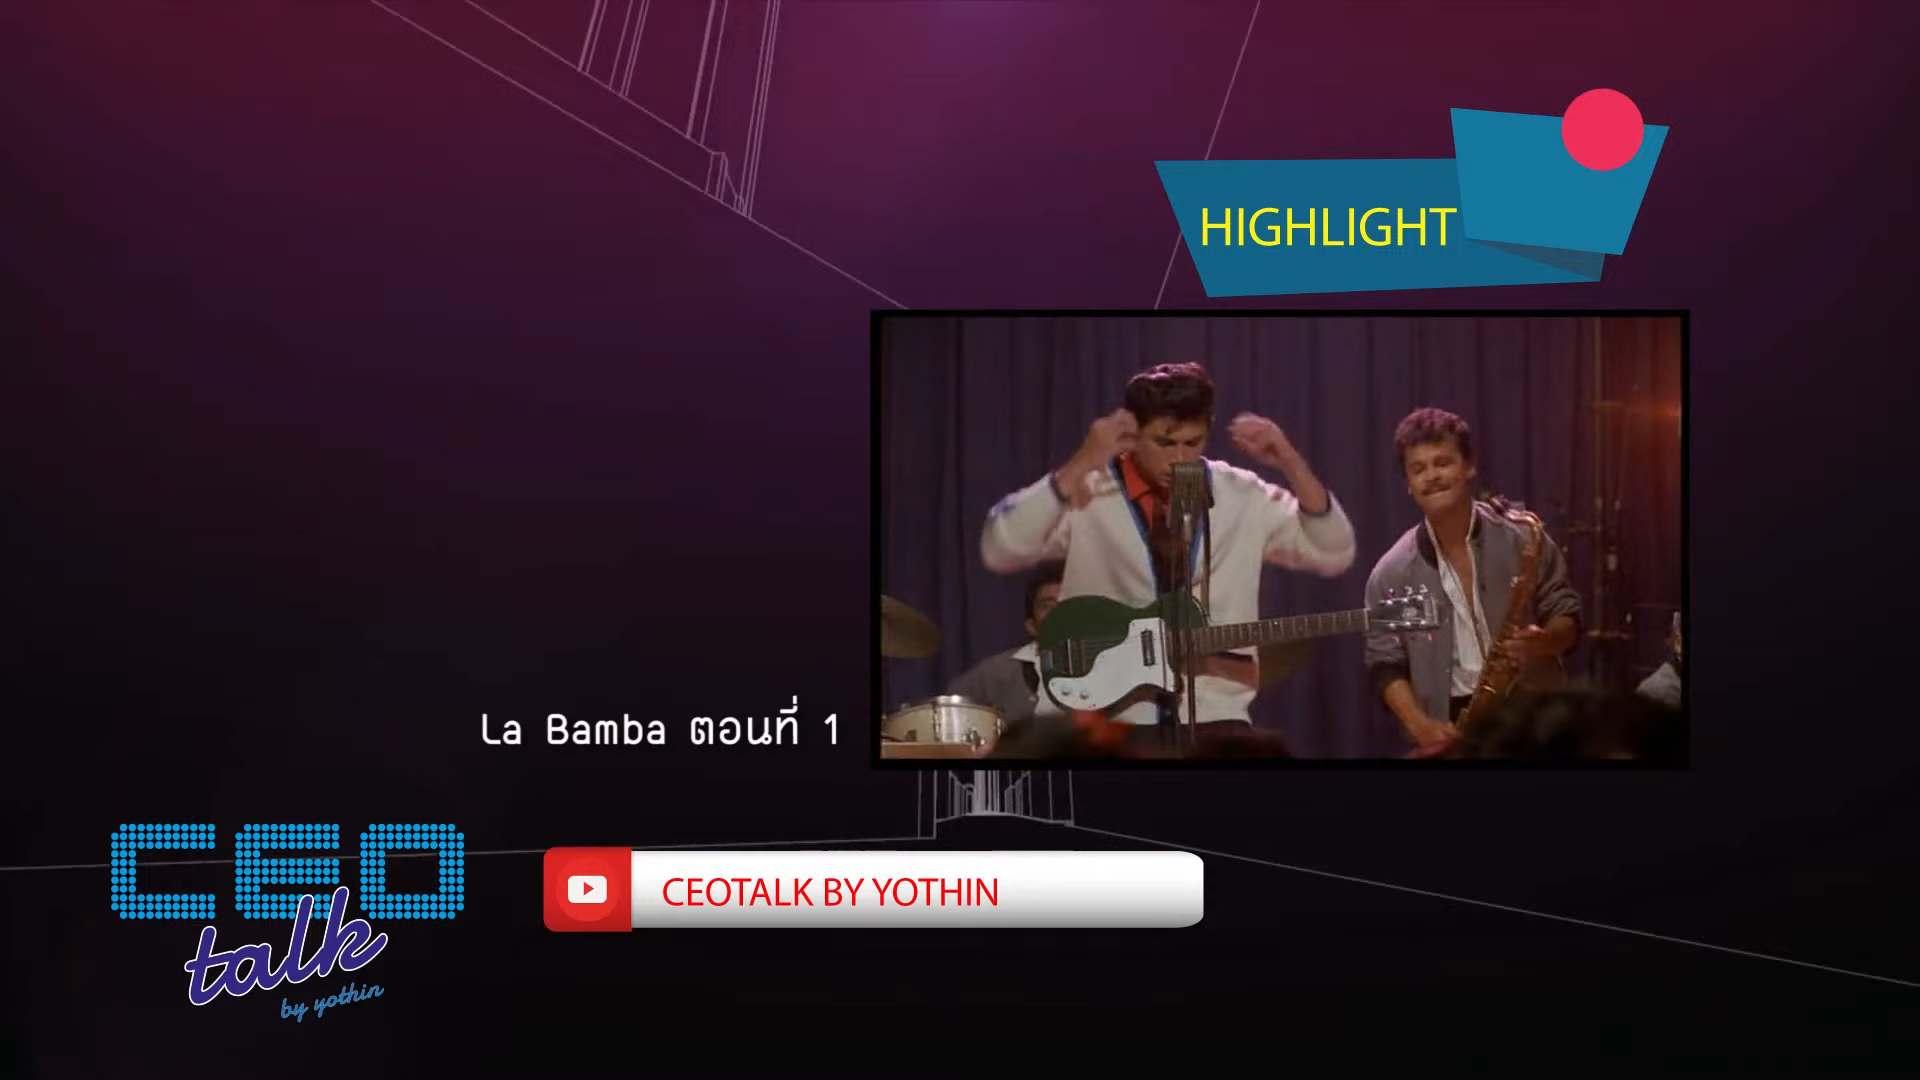 HIGHLIGHT
La Bamba ตอนที่ 1
CEO
talk
by yothin
CEOTALK BY YOTHIN